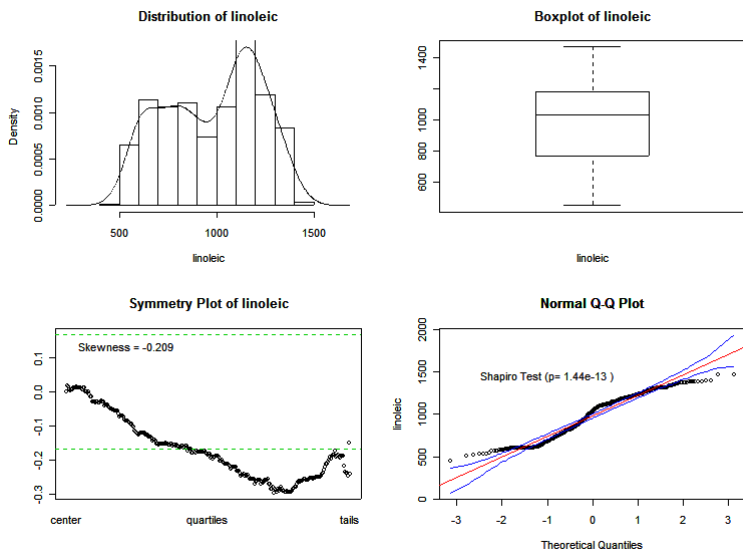 Distribution of linoleic
Density
0.0000 0.0005 0.0010 0.0015
500 1000 1500
linoleic
Boxplot of linoleic
600 800 1000 1400
linoleic
Symmetry Plot of linoleic
Skewness = -0.209
-0.3 -0.2 -0.1 0.0 0.1
center quartiles tails
Normal Q-Q Plot
Shapiro Test (p= 1.44e-13 )
linoleic
0 500 1000 1500 2000
-3 -2 -1 0 1 2 3
Theoretical Quantiles